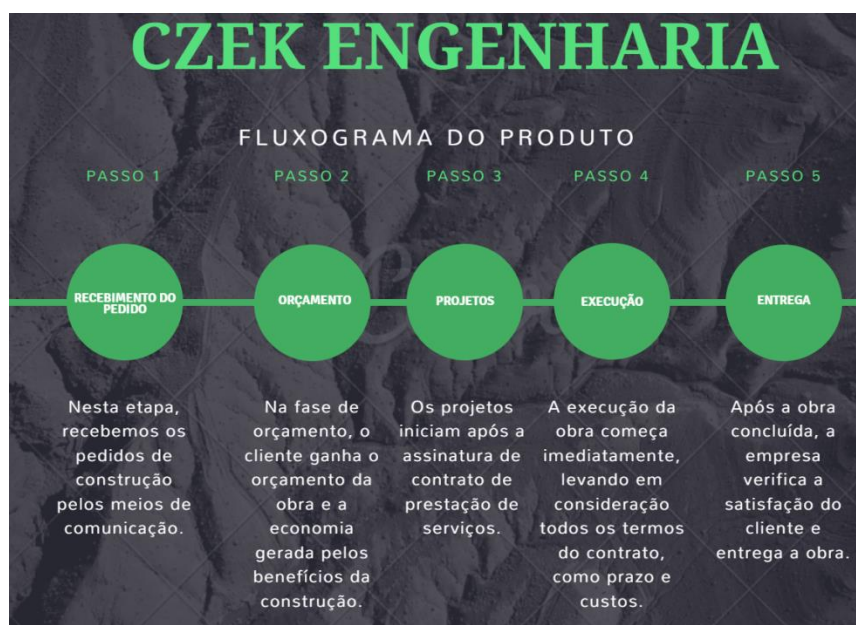 CZEK ENGENHARIA
FLUXOGRAMA DO PRODUTO
PASSO 1
PASSO 2
PASSO 3
PASSO 4
PASSO 5
RECEBIMENTO DO
PEDIDO
ORÇAMENTO
PROJETOS
EXECUÇÃO
ENTREGA
Nesta etapa,
recebemos os
pedidos de
construção
pelos meios de
comunicação.
Na fase de
orçamento, o
cliente ganha o
orçamento da
obra e a
economia
gerada pelos
benefícios da
construção.
Os projetos
iniciam após a
assinatura de
contrato de
prestação de
serviços.
A execução da
obra começa
imediatamente,
levando em
consideração
todos os termos
do contrato,
como prazo e
custos.
Após a obra
concluída, a
empresa
verifica a
satisfação do
cliente e
entrega a obra.